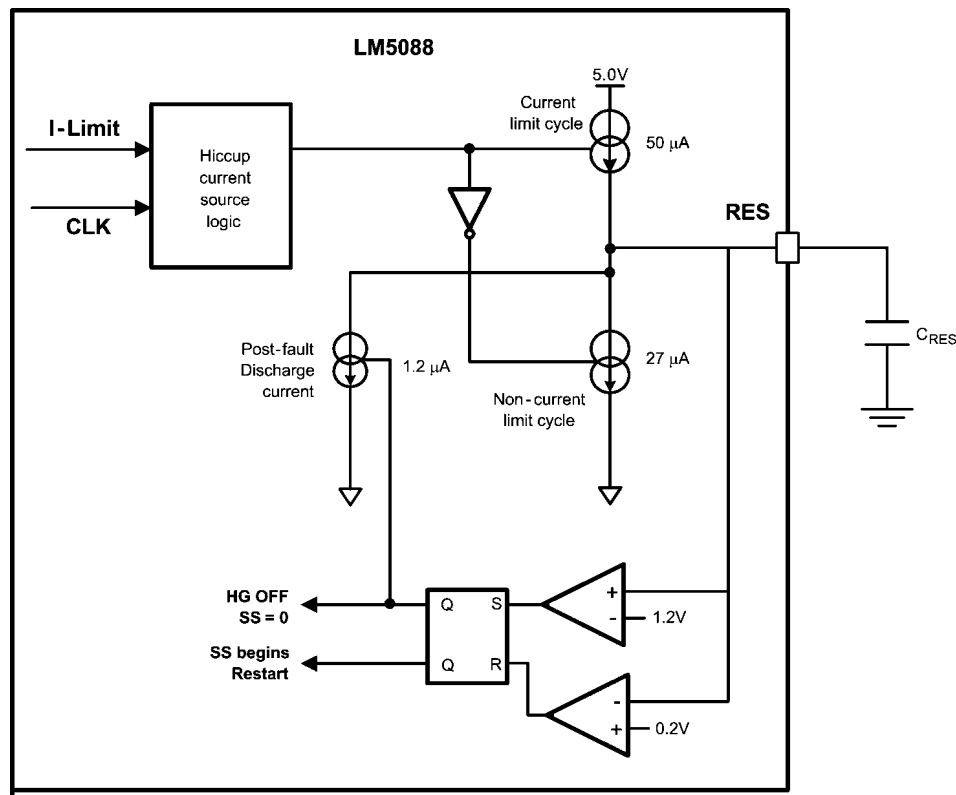 LM5088
5.0V
Current
limit cycle
50 μA
I-Limit
CLK
Hiccup
current
source
logic
RES
CRES
Post-fault
Discharge
current
1.2 μA
27 μA
Non-current
limit cycle
HG OFF
SS = 0
SS begins
Restart
Q
S
Q
R
+
-
1.2V
-
+
0.2V